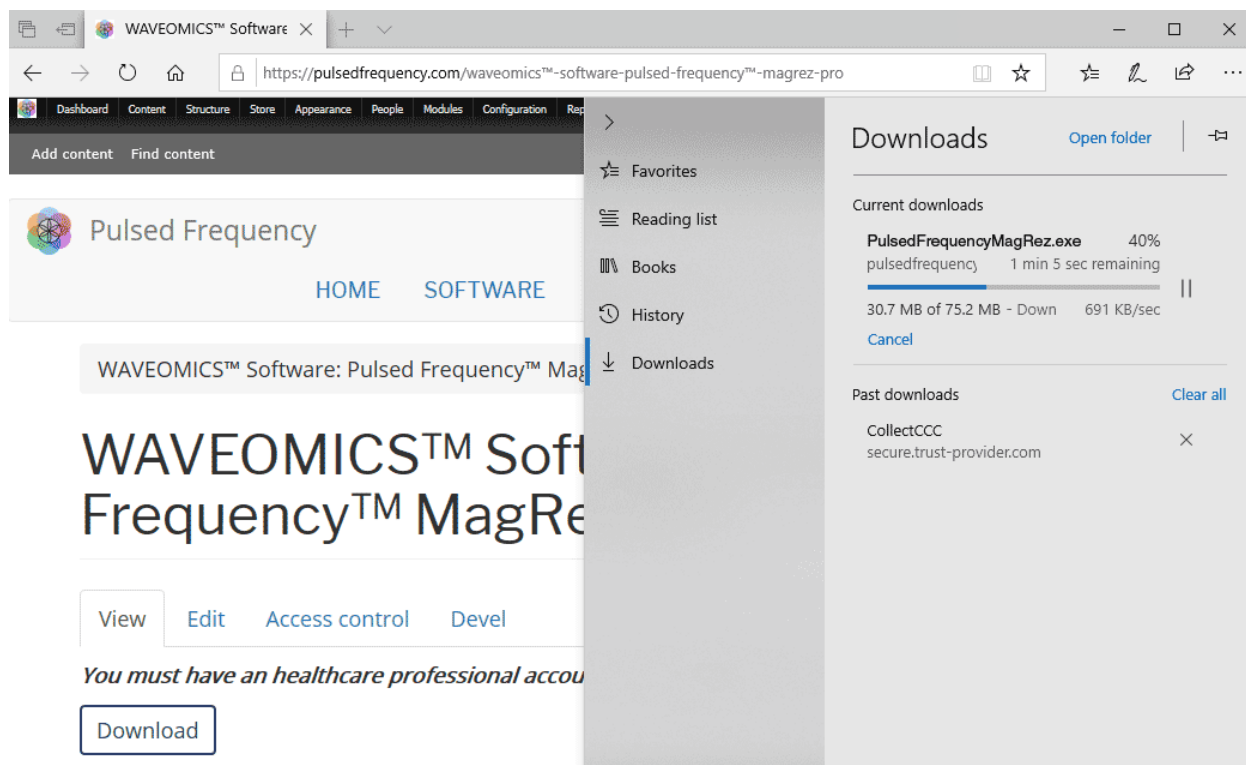 WAVEOMICS™ Software
https://pulsedfrequency.com/waveomics™-software-pulsed-frequency™-magrez-pro
Dashboard Content Structure Store Appearance People Modules Configuration Rep
Add content Find content
Pulsed Frequency
HOME SOFTWARE
WAVEOMICS™ Software: Pulsed Frequency™ Mag
WAVEOMICS™ Soft
Frequency™ MagRe
View Edit Access control Devel
You must have an healthcare professional accou
Download
Favorites
Reading list
Books
History
Downloads
Downloads Open folder
Current downloads
PulsedFrequencyMagRez.exe 40%
pulsedfrequency 1 min 5 sec remaining
30.7 MB of 75.2 MB - Down 691 KB/sec
Cancel
Past downloads Clear all
CollectCCC
secure.trust-provider.com